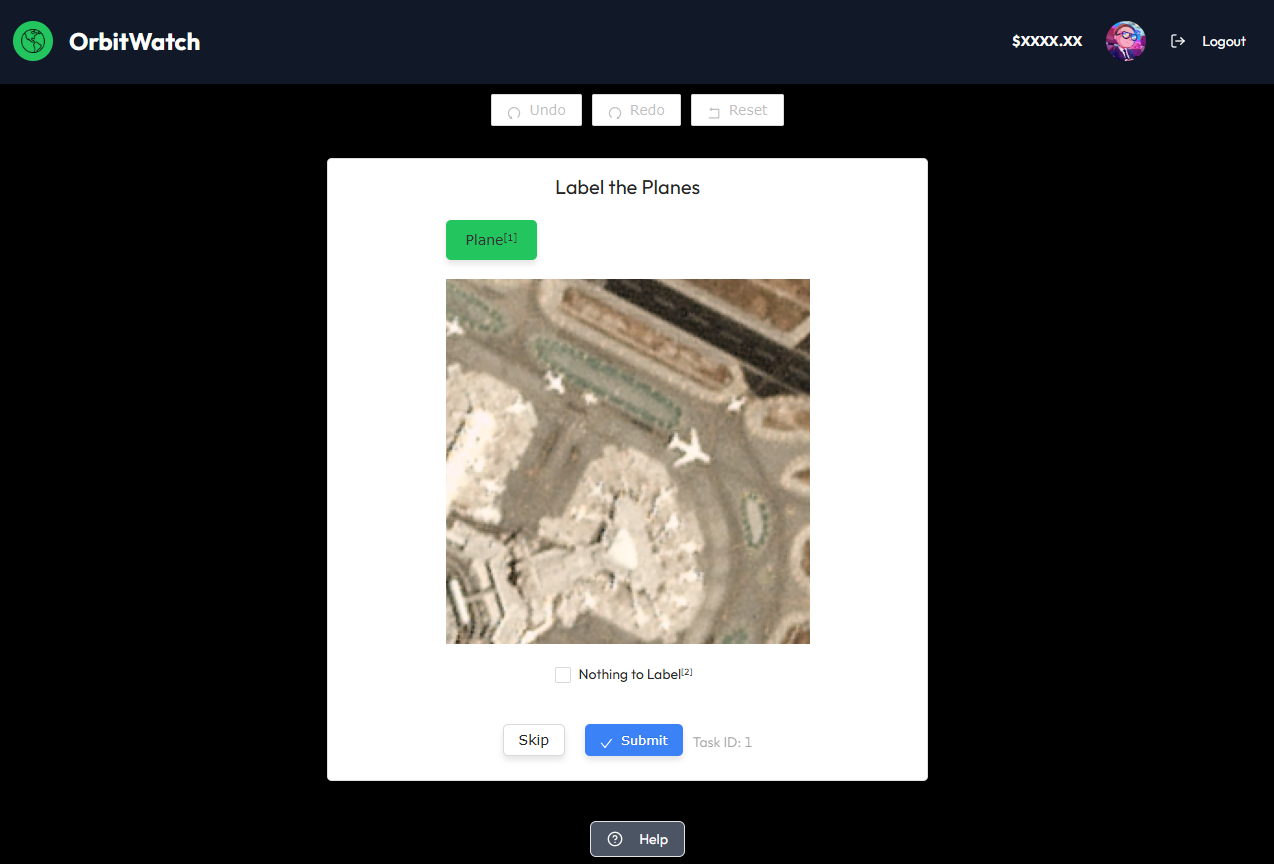 OrbitWatch
$XXXX.XX
Logout
Undo
Redo
Reset
Label the Planes
Plane[1]
Nothing to Label[2]
Skip
Submit
Task ID: 1
Help